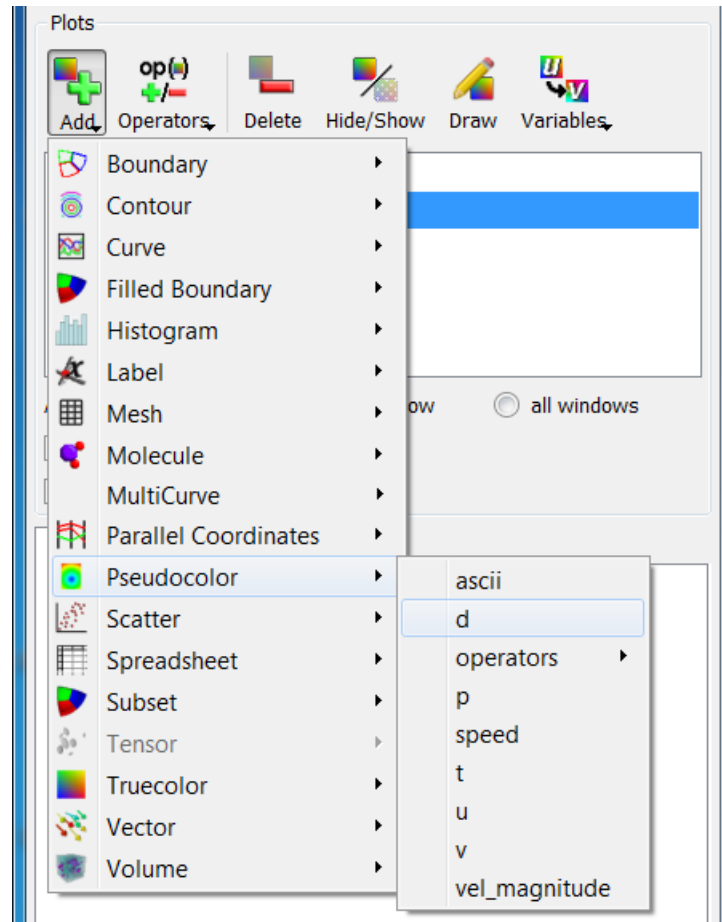 Plots
op(=)
+/-
U
V
Add Operators Delete Hide/Show Draw Variables
Boundary
Contour
Curve
Filled Boundary
Histogram
Label
ow all windows
Mesh
Molecule
MultiCurve
Parallel Coordinates
Pseudocolor
ascii
Scatter
d
Spreadsheet
operators
Subset
p
Tensor
speed
Truecolor
t
Vector
u
Volume
v
vel_magnitude